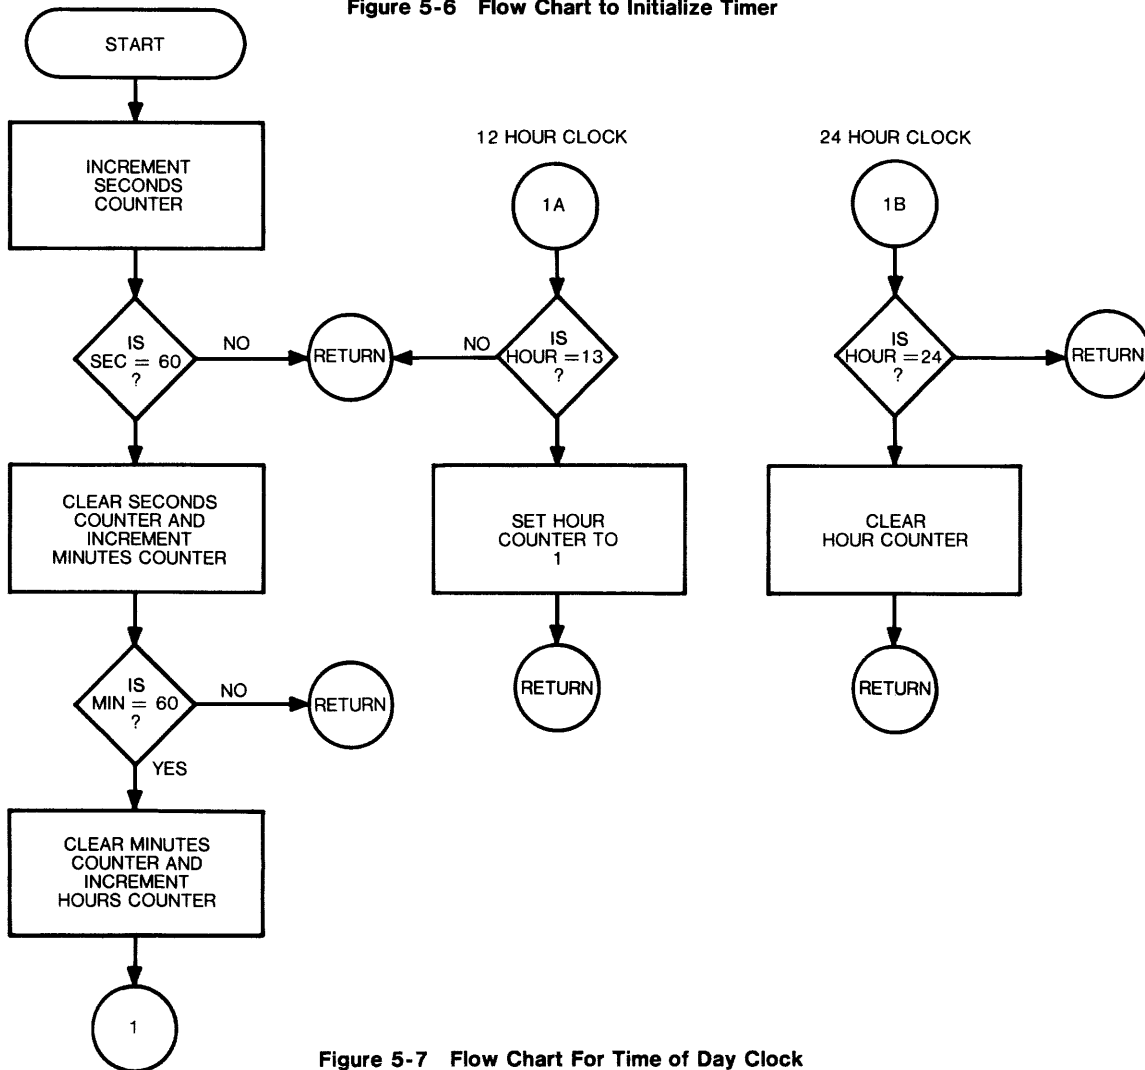 Figure 5-6 Flow Chart to Initialize Timer
START
INCREMENT
SECONDS
COUNTER
IS
SEC = 60
?
NO
RETURN
CLEAR SECONDS
COUNTER AND
INCREMENT
MINUTES COUNTER
IS
MIN = 60
?
NO
RETURN
YES
CLEAR MINUTES
COUNTER AND
INCREMENT
HOURS COUNTER
1
12 HOUR CLOCK
1A
IS
HOUR = 13
?
NO
SET HOUR
COUNTER TO
1
RETURN
24 HOUR CLOCK
1B
IS
HOUR = 24
?
RETURN
CLEAR
HOUR COUNTER
RETURN
Figure 5-7 Flow Chart For Time of Day Clock